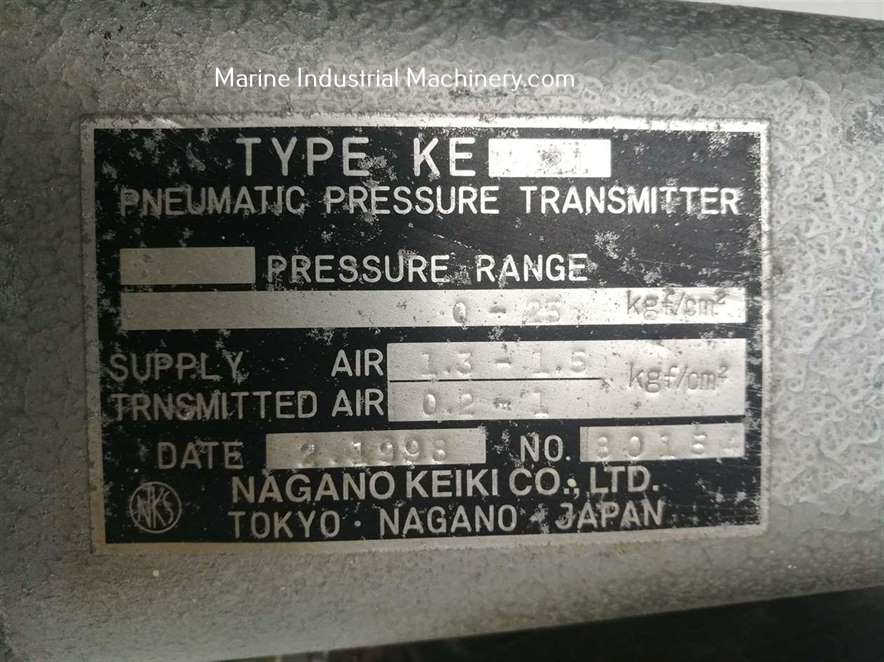 Marine Industrial Machinery.com
TYPE KE
PNEUMATIC PRESSURE TRANSMITTER
PRESSURE RANGE
0 - 25 kgf/cm²
SUPPLY AIR 1.3 - 1.5 kgf/cm²
TRNSMITTED AIR 0.2 - 1
DATE 2.1998 NO.
NAGANO KEIKI CO., LTD.
NKS TOKYO · NAGANO · JAPAN